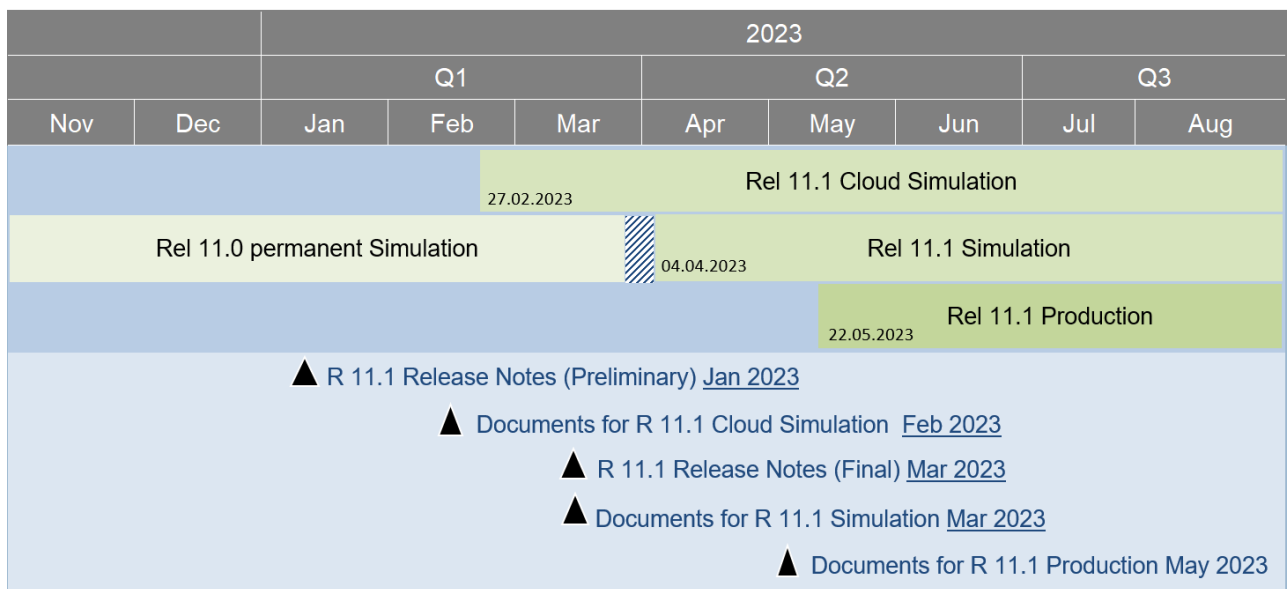 2023
Q1 Q2 Q3
Nov Dec Jan Feb Mar Apr May Jun Jul Aug
Rel 11.1 Cloud Simulation
27.02.2023
Rel 11.0 permanent Simulation
Rel 11.1 Simulation
04.04.2023
Rel 11.1 Production
22.05.2023
R 11.1 Release Notes (Preliminary) Jan 2023
Documents for R 11.1 Cloud Simulation Feb 2023
R 11.1 Release Notes (Final) Mar 2023
Documents for R 11.1 Simulation Mar 2023
Documents for R 11.1 Production May 2023